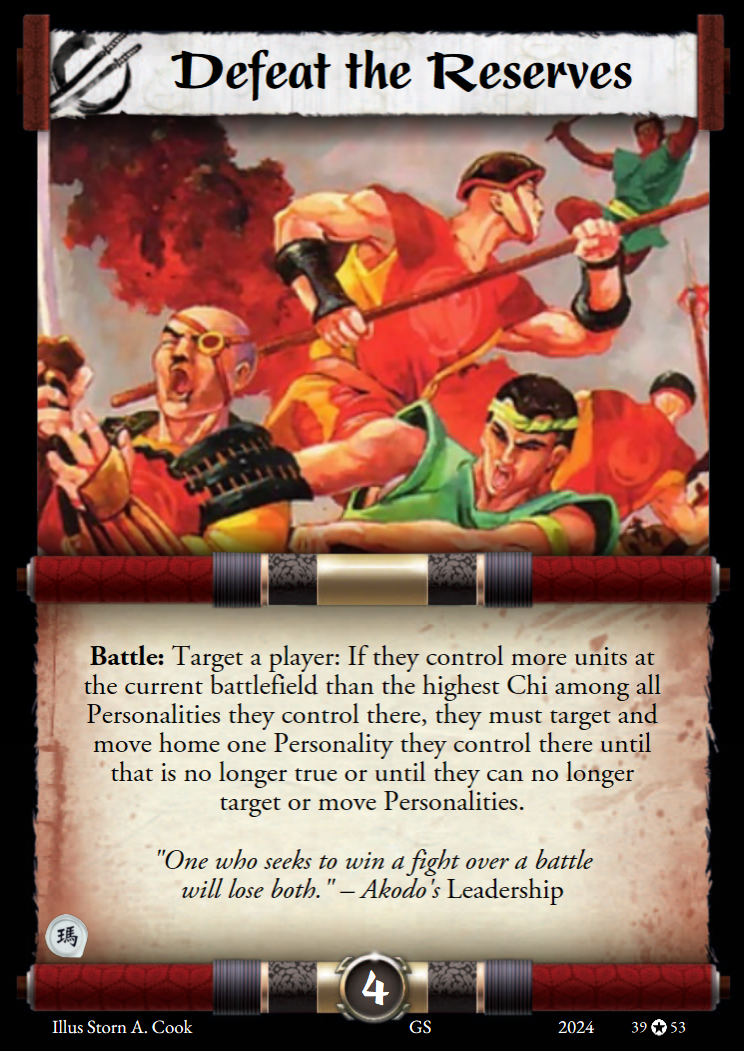 Defeat the Reserves
Battle: Target a player: If they control more units at
the current battlefield than the highest Chi among all
Personalities they control there, they must target and
move home one Personality they control there until
that is no longer true or until they can no longer
target or move Personalities.
"One who seeks to win a fight over a battle
will lose both." – Akodo's Leadership
瑪
4
Illus Storn A. Cook GS 2024 39 ✪ 53